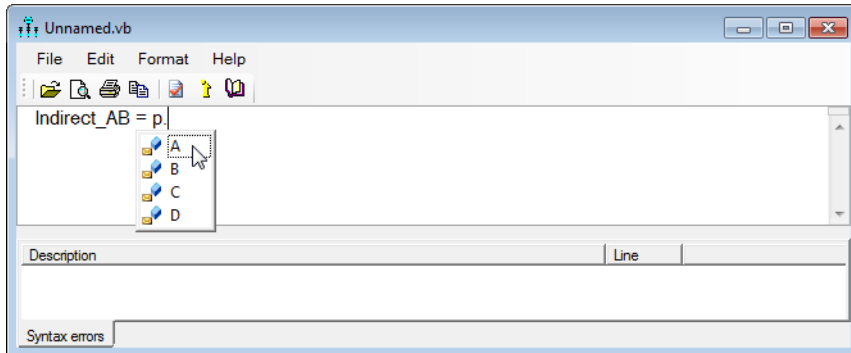 Unnamed.vb
File Edit Format Help
Indirect_AB = p.
A
B
C
D
Description Line
Syntax errors